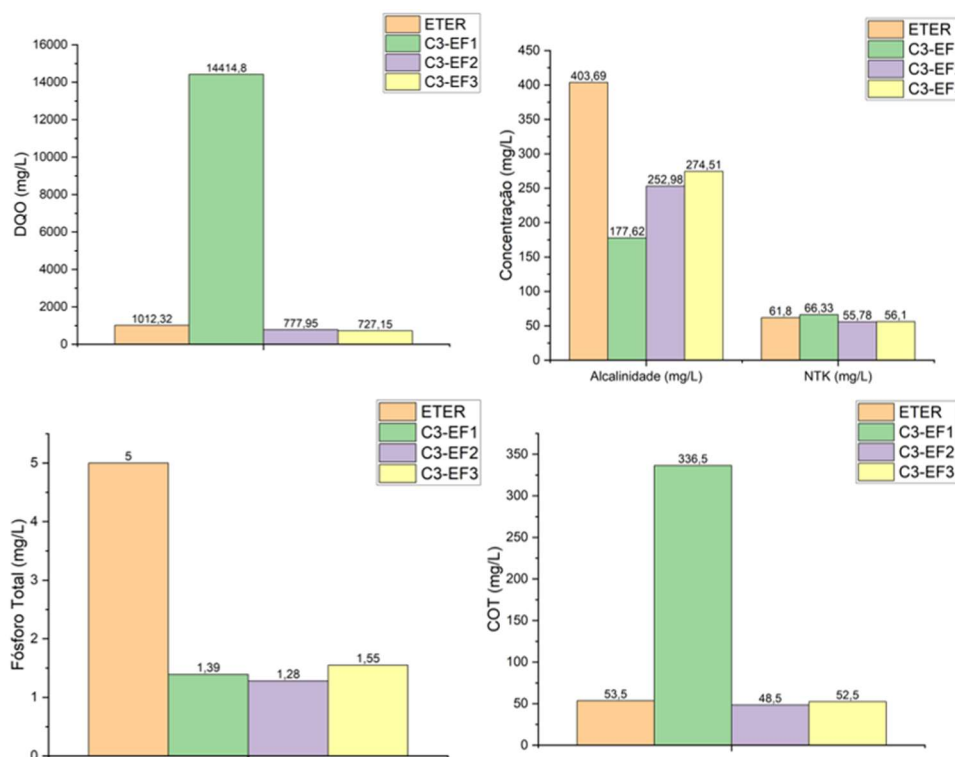 DQO (mg/L)
16000
14000
12000
10000
8000
6000
4000
2000
0
1012,32
14414,8
777,95
727,15
ETER
C3-EF1
C3-EF2
C3-EF3
Concentração (mg/L)
450
400
350
300
250
200
150
100
50
0
403,69
177,62
252,98
274,51
61,8
66,33
55,78
56,1
Alcalinidade (mg/L)
NTK (mg/L)
ETER
C3-EF
C3-EF
C3-EF
Fósforo Total (mg/L)
5
4
3
2
1
0
5
1,39
1,28
1,55
ETER
C3-EF1
C3-EF2
C3-EF3
COT (mg/L)
350
300
250
200
150
100
50
0
53,5
336,5
48,5
52,5
ETER
C3-EF1
C3-EF2
C3-EF3